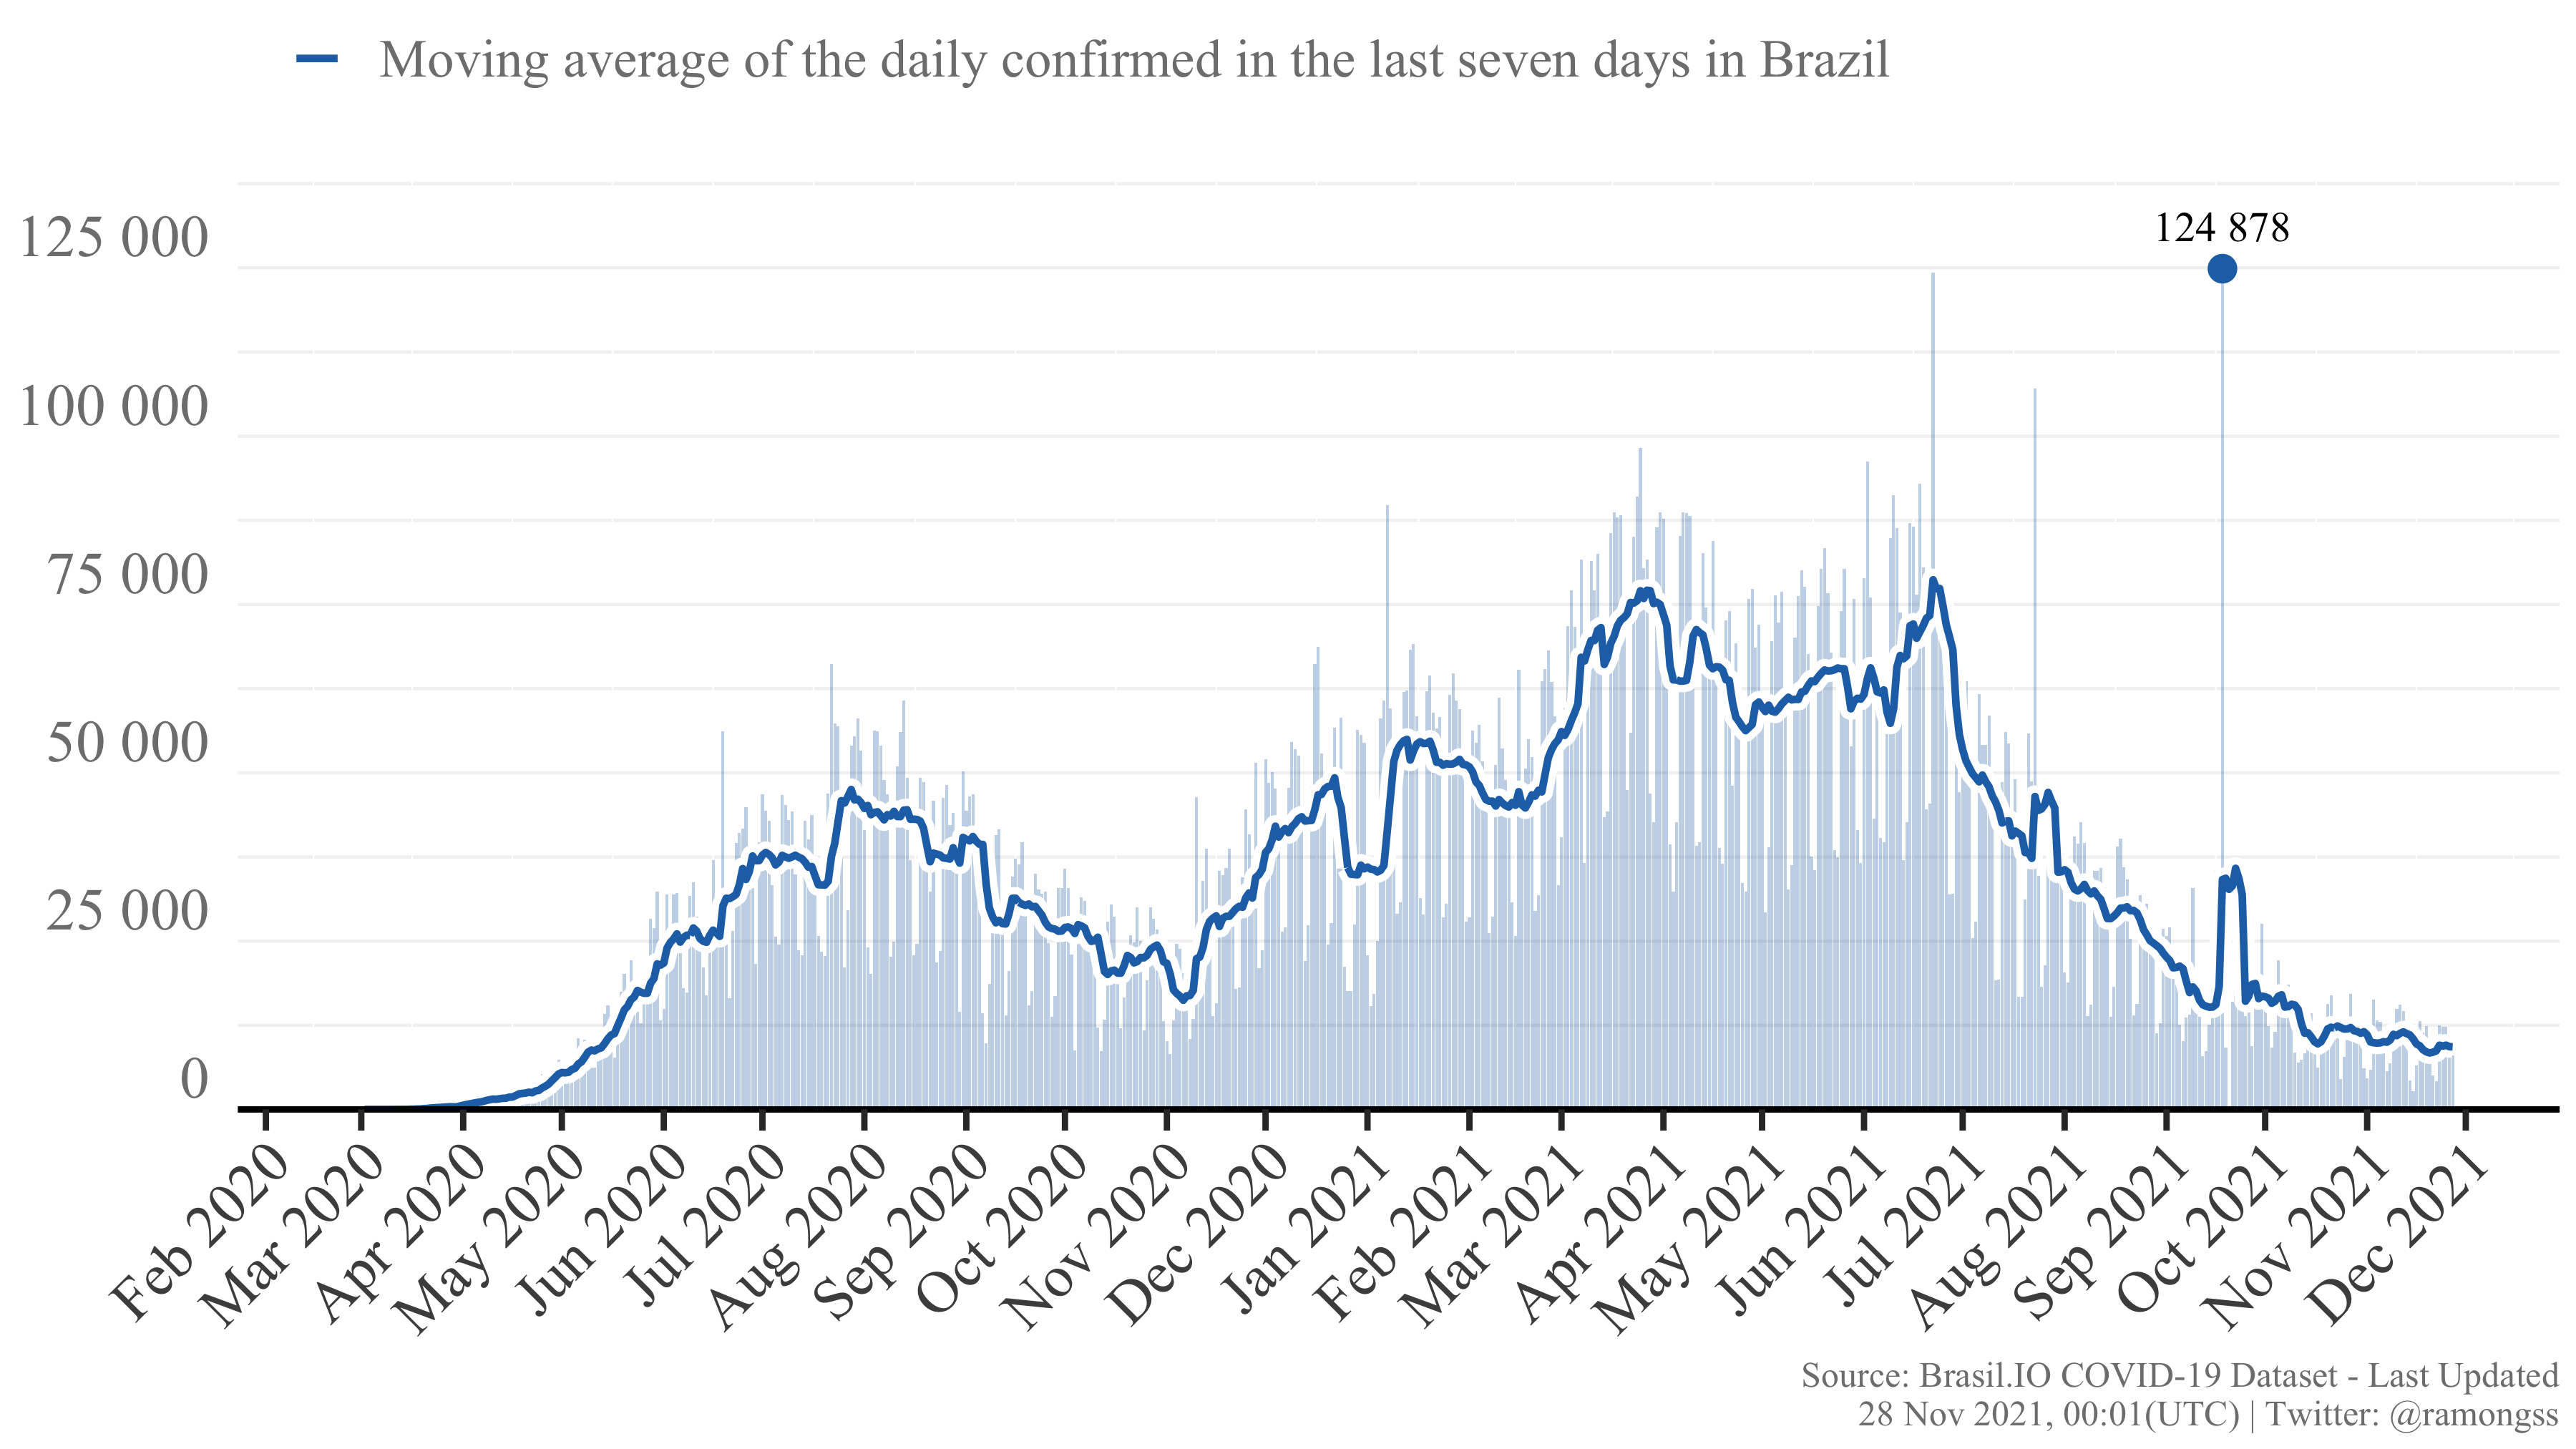 Moving average of the daily confirmed in the last seven days in Brazil
124 878
125 000
100 000
75 000
50 000
25 000
0
Feb 2020
Mar 2020
Apr 2020
May 2020
Jun 2020
Jul 2020
Aug 2020
Sep 2020
Oct 2020
Nov 2020
Dec 2020
Jan 2021
Feb 2021
Mar 2021
Apr 2021
May 2021
Jun 2021
Jul 2021
Aug 2021
Sep 2021
Oct 2021
Nov 2021
Dec 2021
Source: Brasil.IO COVID-19 Dataset - Last Updated
28 Nov 2021, 00:01(UTC) | Twitter: @ramongss